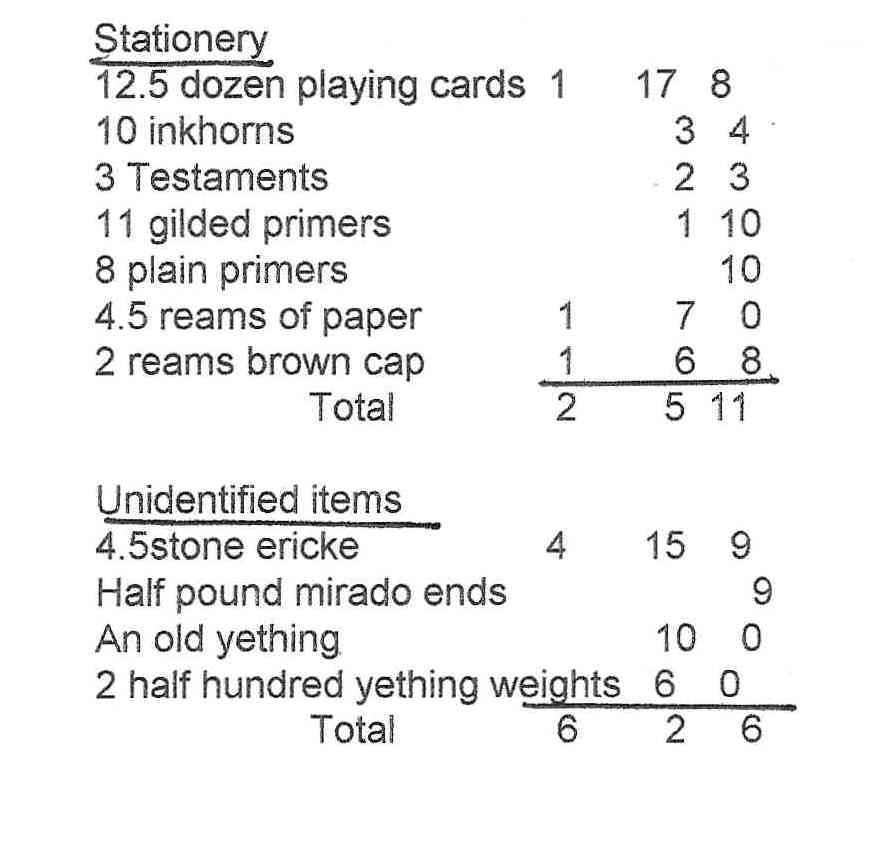 Stationery
12.5 dozen playing cards 1 17 8
10 inkhorns 3 4
3 Testaments 2 3
11 gilded primers 1 10
8 plain primers 10
4.5 reams of paper 1 7 0
2 reams brown cap 1 6 8
Total 2 5 11
Unidentified items
4.5stone ericke 4 15 9
Half pound mirado ends 9
An old yething 10 0
2 half hundred yething weights 6 0
Total 6 2 6